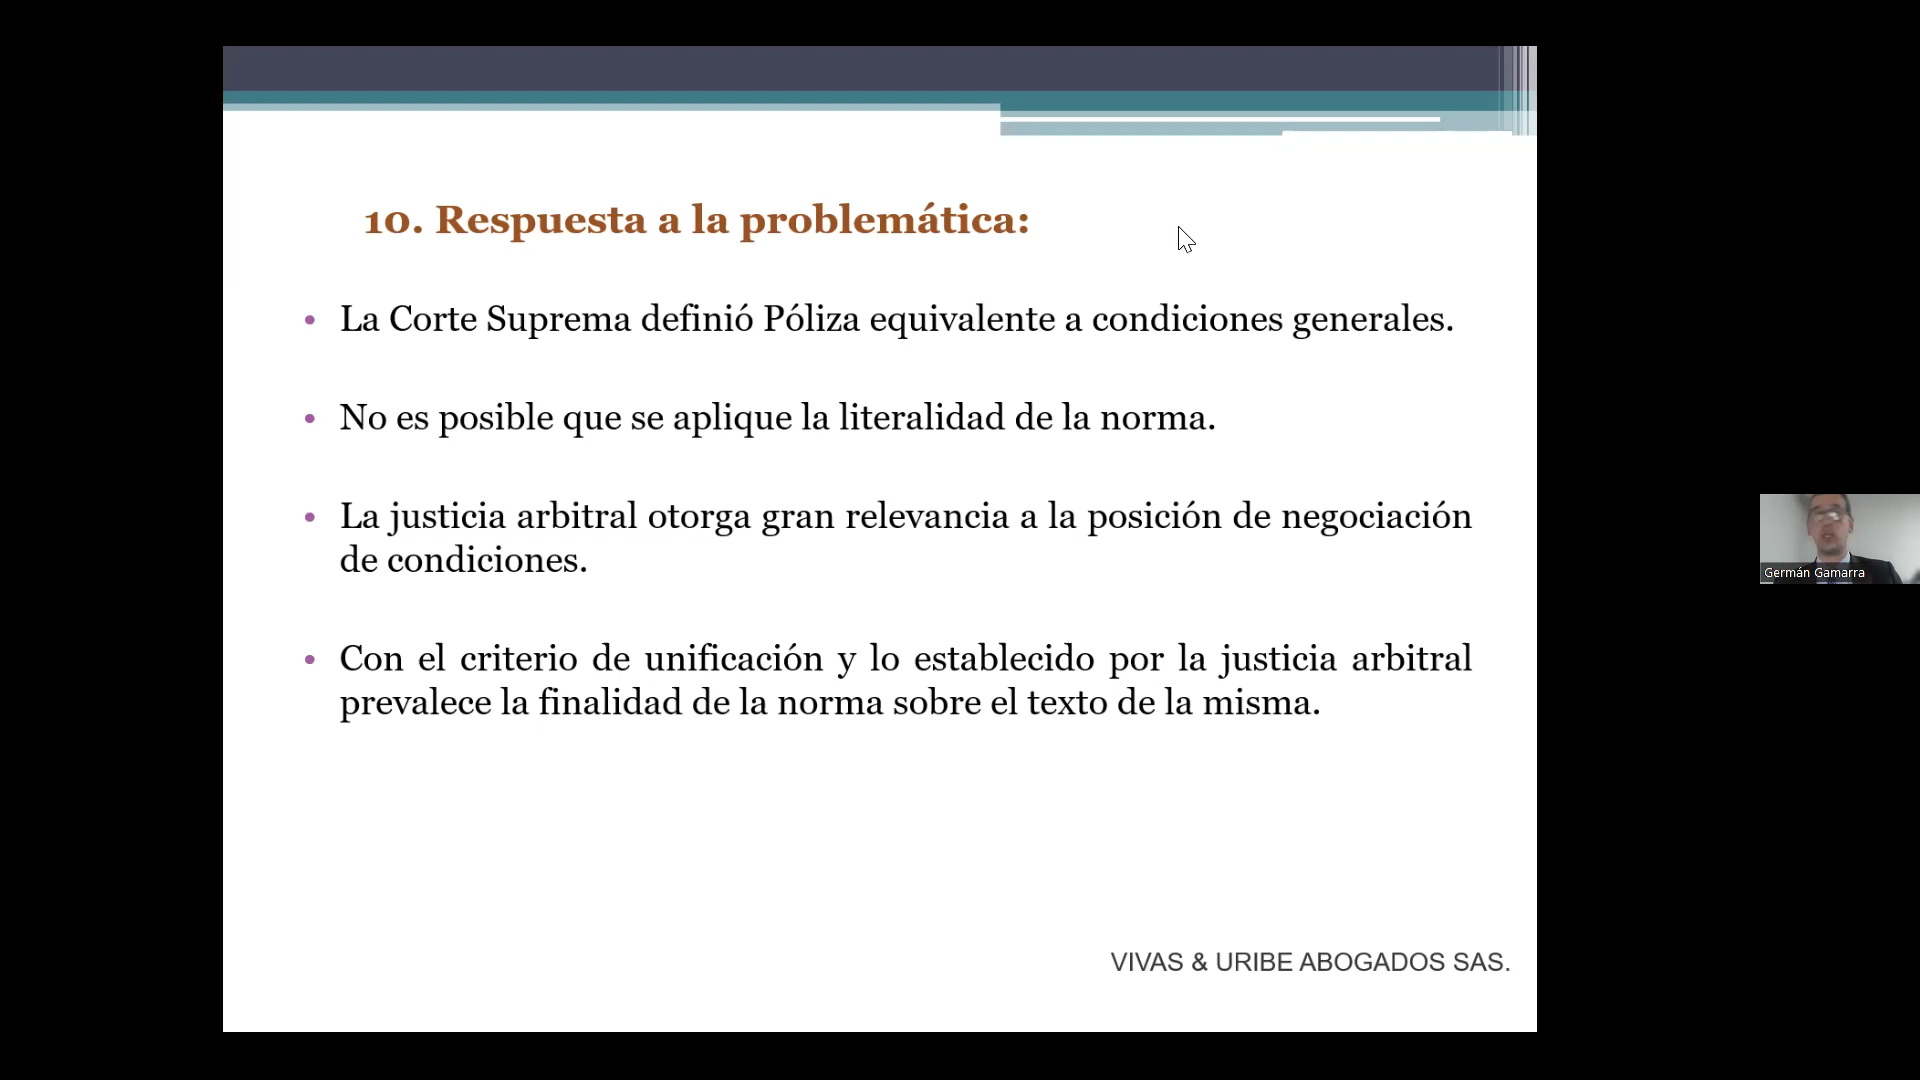 10. Respuesta a la problemática:
• La Corte Suprema definió Póliza equivalente a condiciones generales.
• No es posible que se aplique la literalidad de la norma.
• La justicia arbitral otorga gran relevancia a la posición de negociación
de condiciones.
• Con el criterio de unificación y lo establecido por la justicia arbitral
prevalece la finalidad de la norma sobre el texto de la misma.
Germán Gamarra
VIVAS & URIBE ABOGADOS SAS.